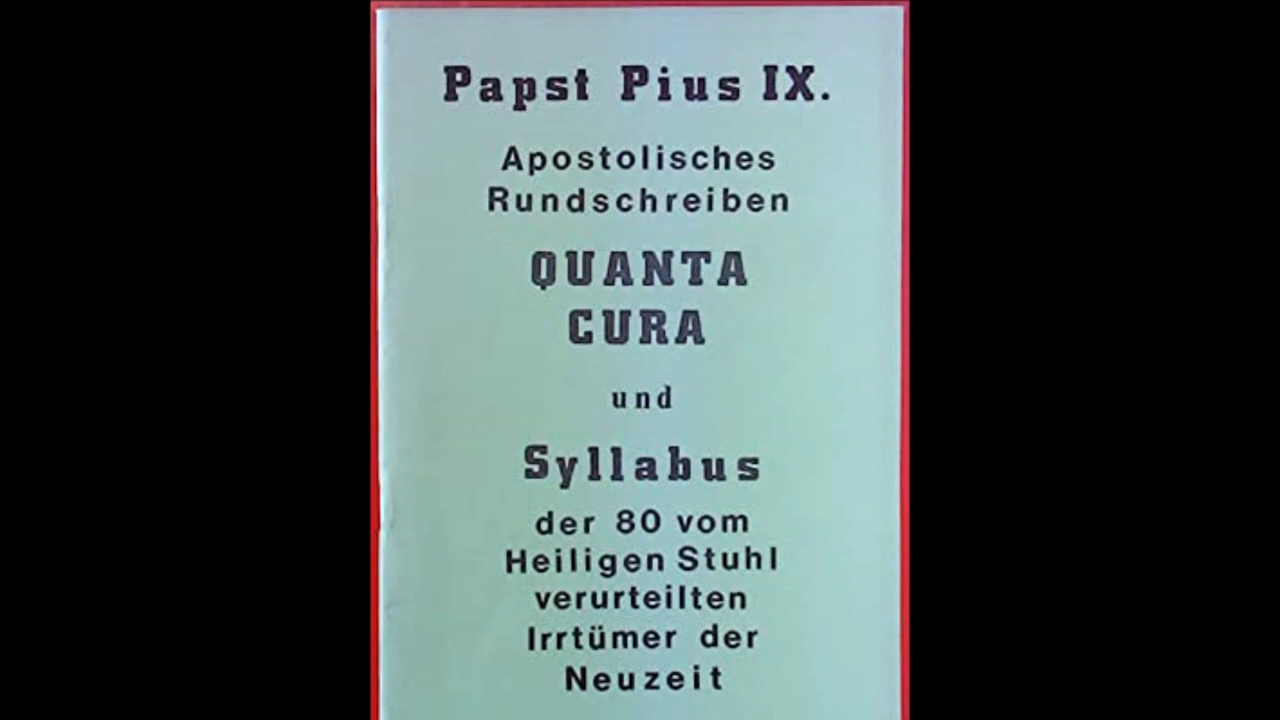 Papst Pius IX.
Apostolisches
Rundschreiben
QUANTA
CURA
und
Syllabus
der 80 vom
Heiligen Stuhl
verurteilten
Irrtümer der
Neuzeit